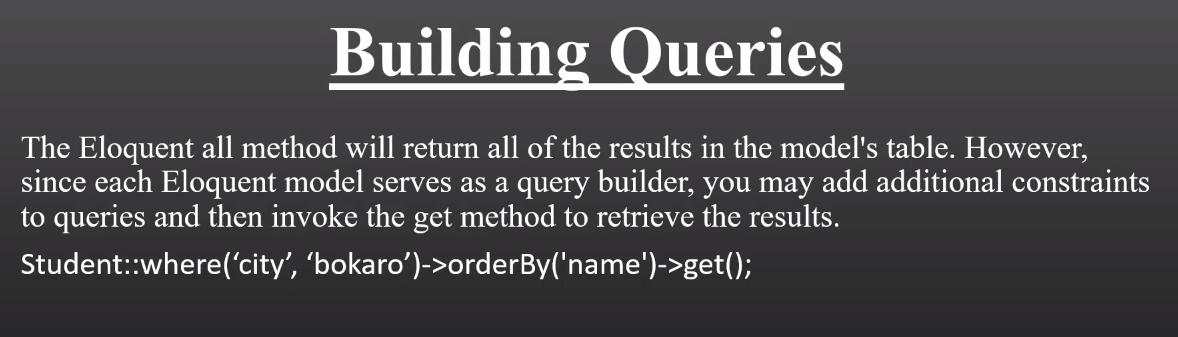 Building Queries
The Eloquent all method will return all of the results in the model's table. However,
since each Eloquent model serves as a query builder, you may add additional constraints
to queries and then invoke the get method to retrieve the results.
Student::where(‘city’, ‘bokaro’)->orderBy('name')->get();